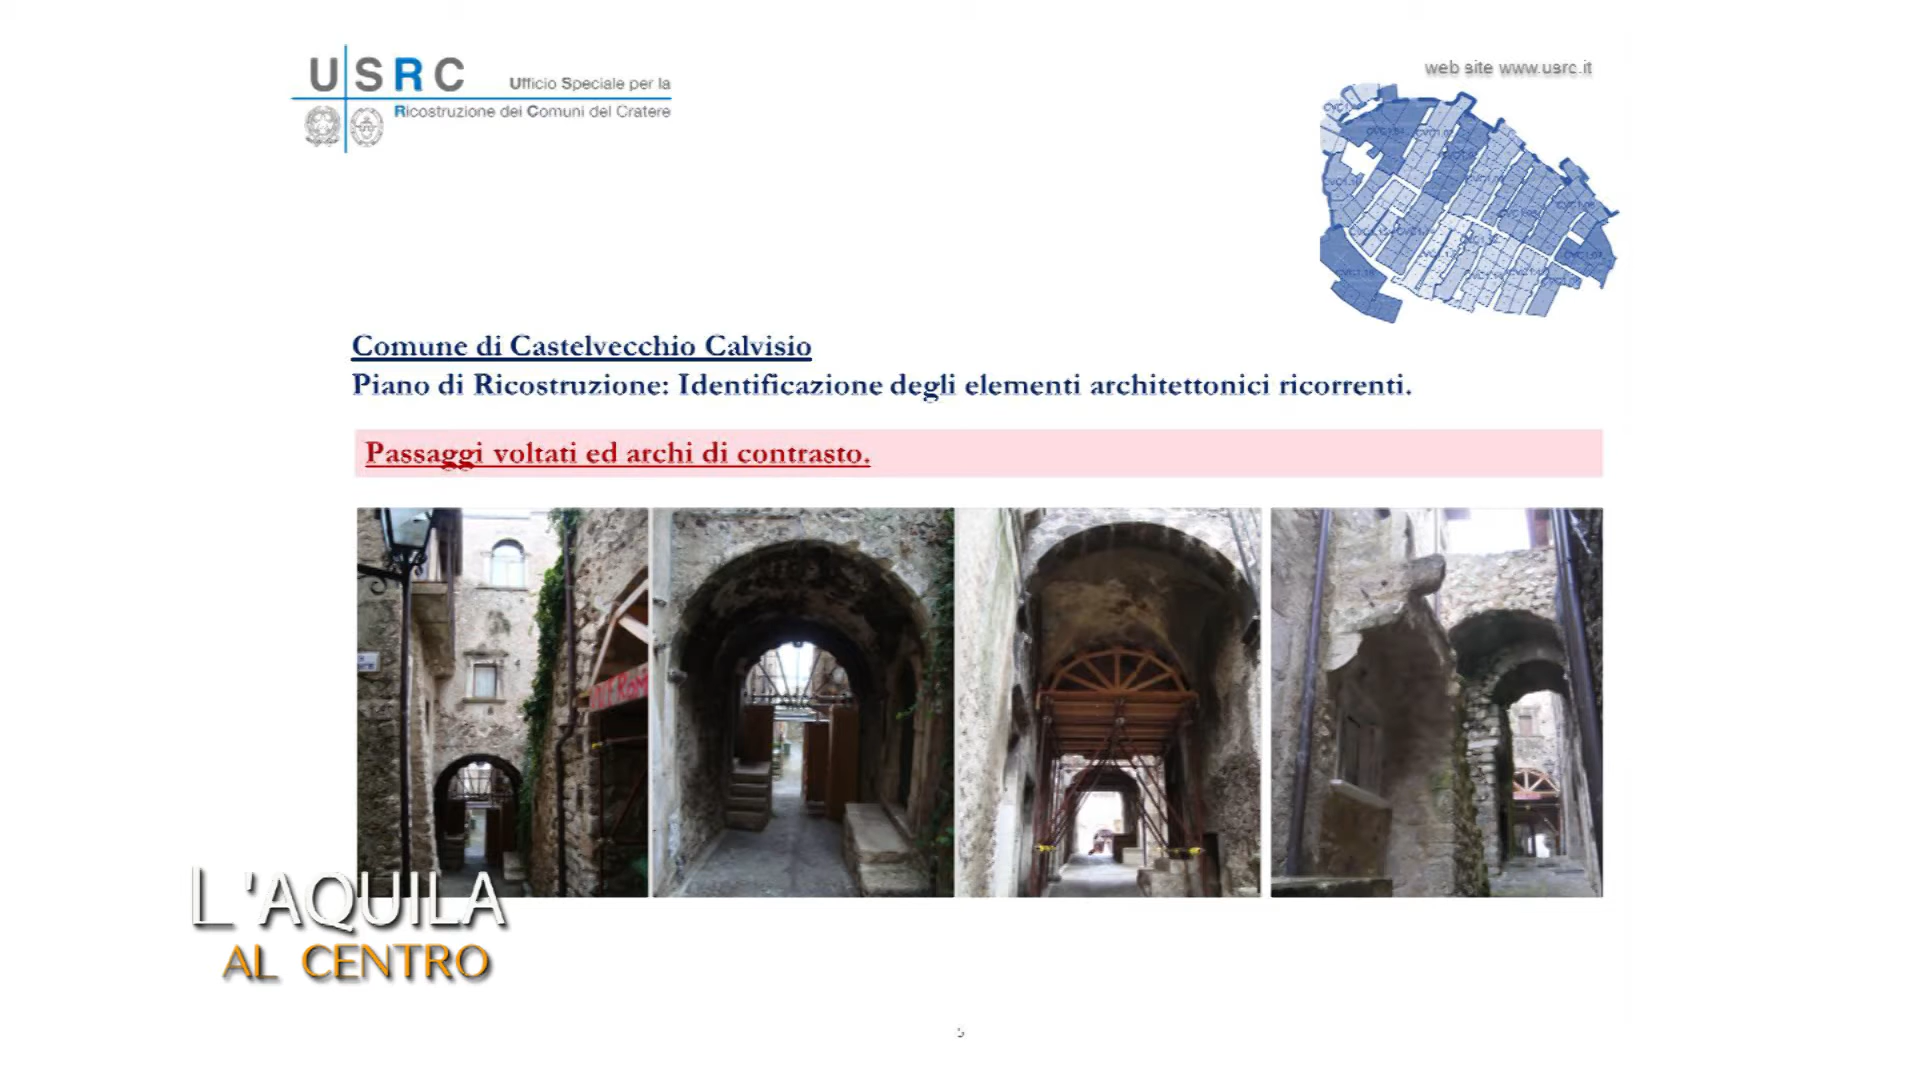 USRC
Ufficio Speciale per la
Ricostruzione dei Comuni del Cratere
web site www.usrc.it
Comune di Castelvecchio Calvisio
Piano di Ricostruzione: Identificazione degli elementi architettonici ricorrenti.
Passaggi voltati ed archi di contrasto.
L'AQUILA
AL CENTRO